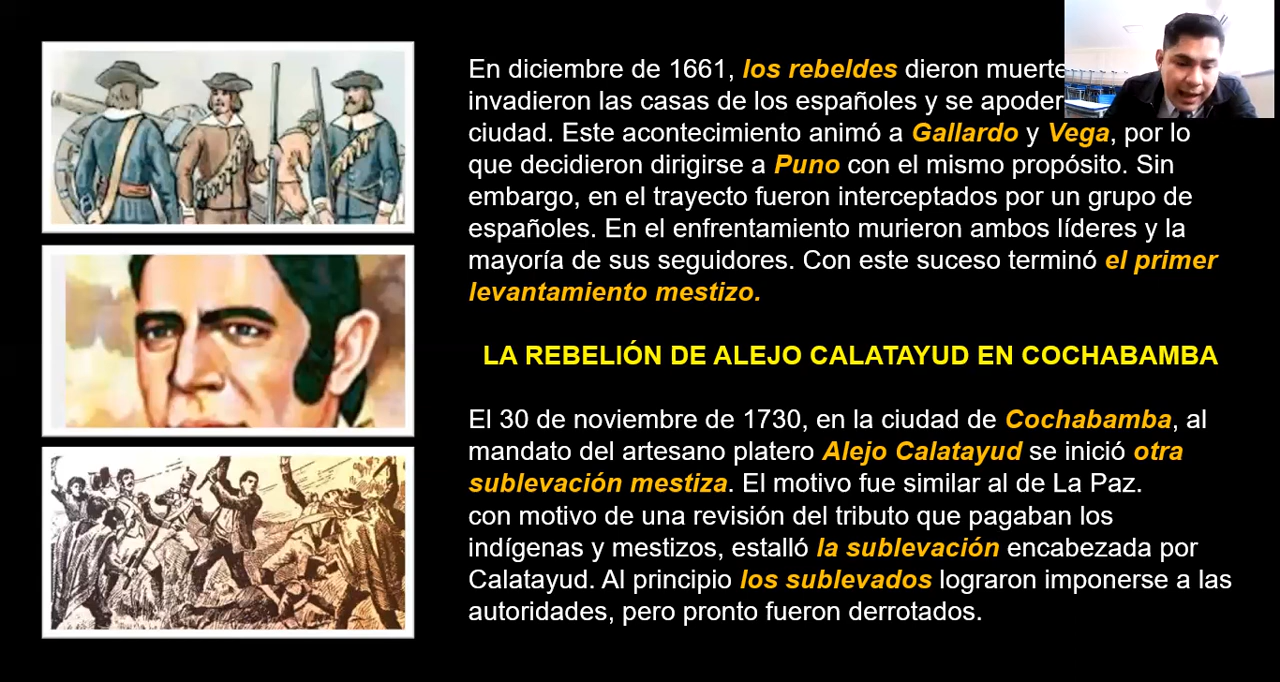 En diciembre de 1661, los rebeldes dieron muerte
invadieron las casas de los españoles y se apoder
ciudad. Este acontecimiento animó a Gallardo y Vega, por lo
que decidieron dirigirse a Puno con el mismo propósito. Sin
embargo, en el trayecto fueron interceptados por un grupo de
españoles. En el enfrentamiento murieron ambos líderes y la
mayoría de sus seguidores. Con este suceso terminó el primer
levantamiento mestizo.
LA REBELIÓN DE ALEJO CALATAYUD EN COCHABAMBA
El 30 de noviembre de 1730, en la ciudad de Cochabamba, al
mandato del artesano platero Alejo Calatayud se inició otra
sublevación mestiza. El motivo fue similar al de La Paz.
con motivo de una revisión del tributo que pagaban los
indígenas y mestizos, estalló la sublevación encabezada por
Calatayud. Al principio los sublevados lograron imponerse a las
autoridades, pero pronto fueron derrotados.